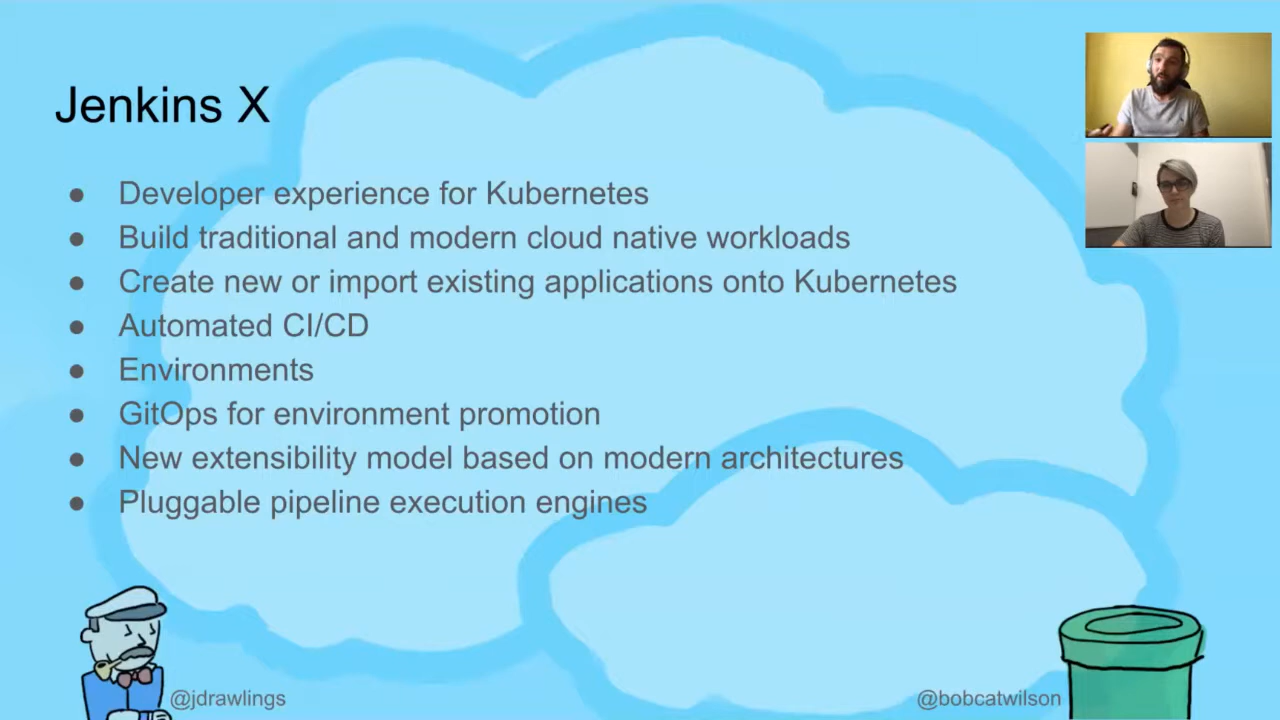 Jenkins X
● Developer experience for Kubernetes
● Build traditional and modern cloud native workloads
● Create new or import existing applications onto Kubernetes
● Automated CI/CD
● Environments
● GitOps for environment promotion
● New extensibility model based on modern architectures
● Pluggable pipeline execution engines
@jdrawlings
@bobcatwilson